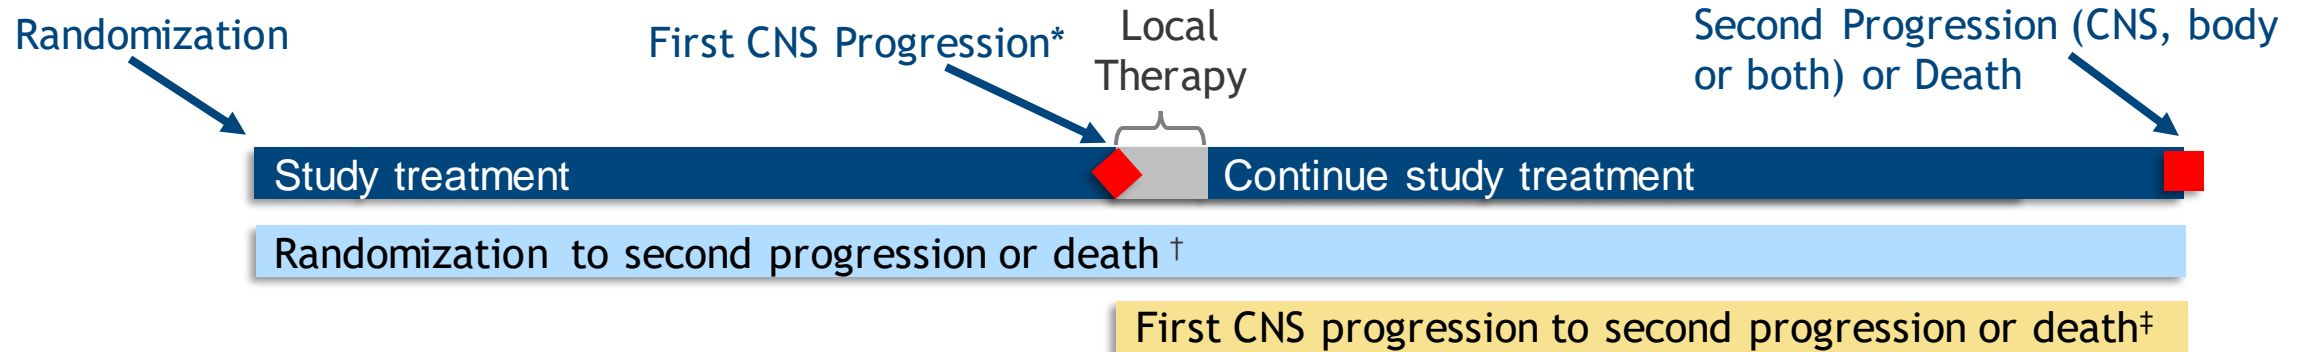 Randomization
First CNS Progression*
Local
Therapy
Second Progression (CNS, body
or both) or Death
Study treatment
Continue study treatment
Randomization to second progression or death †
First CNS progression to second progression or death‡